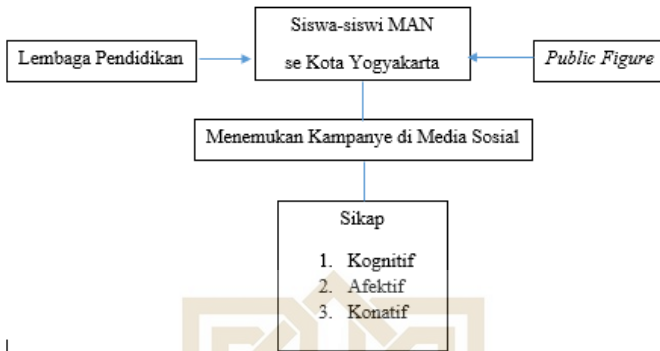 Siswa-siswi MAN
se Kota Yogyakarta
Lembaga Pendidikan
Public Figure
Menemukan Kampanye di Media Sosial
Sikap
1. Kognitif
2. Afektif
3. Konatif